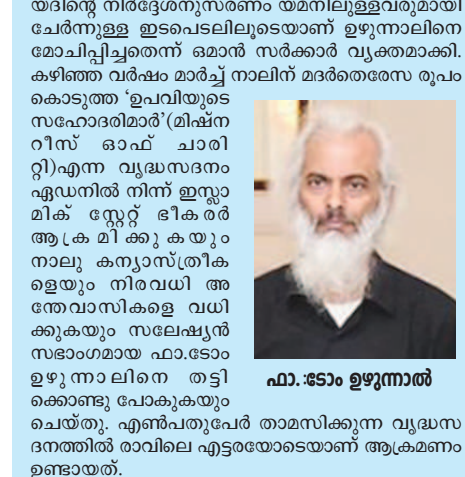 യദിന്റെ നിർദ്ദേശനുസരണം യമനിലുള്ളവരുമായി
ചേർന്നുള്ള ഇടപെടലിലൂടെയാണ് ഉഴുന്നാലിനെ
മോചിപ്പിച്ചതെന്ന് ഒമാൻ സർക്കാർ വ്യക്തമാക്കി.
കഴിഞ്ഞ വർഷം മാർച്ച് നാലിന് മദർതെരേസ രൂപം
കൊടുത്ത 'ഉപവിയുടെ
സഹോദരിമാർ'(മിഷ്ന
റീസ് ഓഫ് ചാരി
റ്റി)എന്ന വൃദ്ധസദനം
ഏഡനിൽ നിന്ന് ഇസ്ലാ
മിക് സ്റ്റേറ്റ് ഭീകരർ
ആക്രമിക്കുകയും
നാലു കന്യാസ്ത്രീക
ളെയും നിരവധി അ
ന്തേവാസികളെ വധി
ക്കുകയും സലേഷ്യൻ
സഭാംഗമായ ഫാ.ടോം
ഉഴുന്നാലിനെ തട്ടി
ക്കൊണ്ടു പോകുകയും
ചെയ്തു. എൺപതുപേർ താമസിക്കുന്ന വൃദ്ധസ
ദനത്തിൽ രാവിലെ എട്ടരയോടെയാണ് ആക്രമണം
ഉണ്ടായത്.
ഫാ. :ടോം ഉഴുന്നാൽ